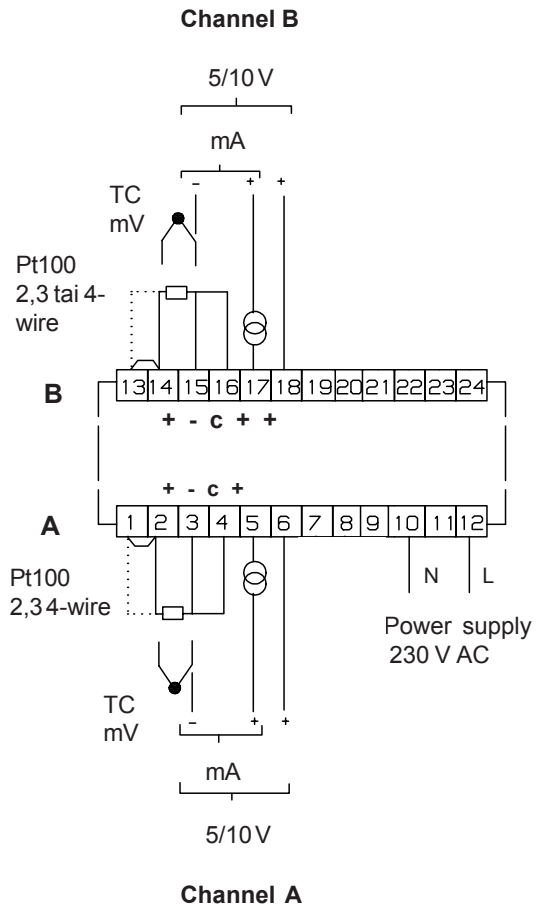 Channel B
5/10 V
mA
− + +
TC
mV
Pt100
2,3 tai 4-
wire
B 13 14 15 16 17 18 19 20 21 22 23 24
+ - c + +
+ - c +
A 1 2 3 4 5 6 7 8 9 10 11 12
N L
Pt100
2,3 4-wire
Power supply
230 V AC
TC
mV
− + +
mA
5/10 V
Channel A